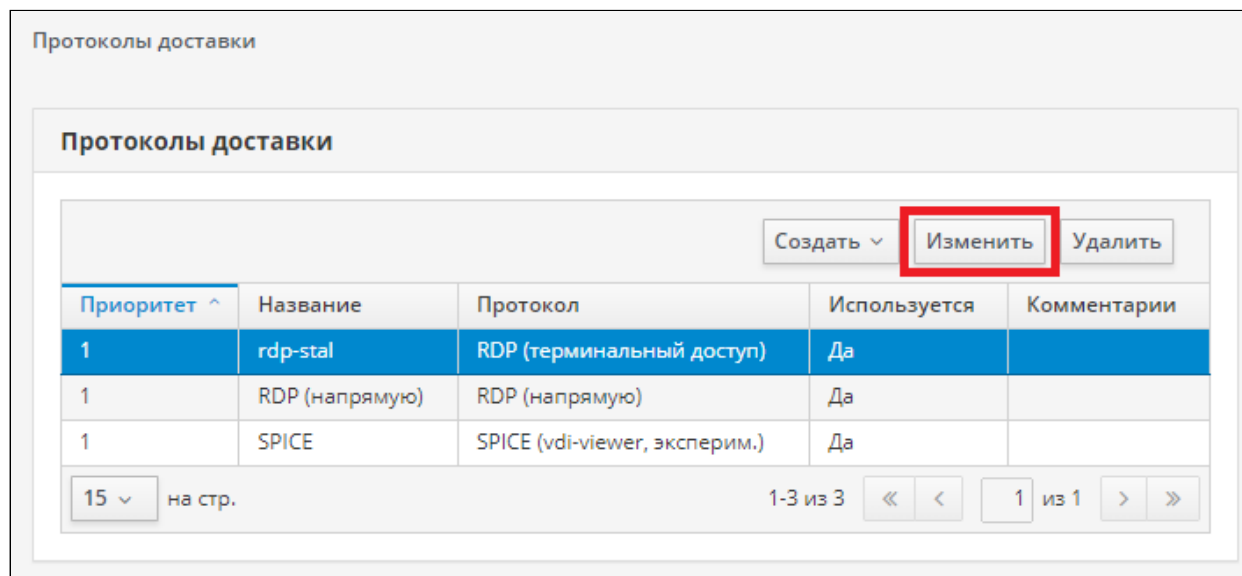 Протоколы доставки
Протоколы доставки
Создать Изменить Удалить
Приоритет Название Протокол Используется Комментарии
1 rdp-stal RDP (терминальный доступ) Да
1 RDP (напрямую) RDP (напрямую) Да
1 SPICE SPICE (vdi-viewer, эксперим.) Да
15 на стр. 1-3 из 3 « < 1 из 1 > »